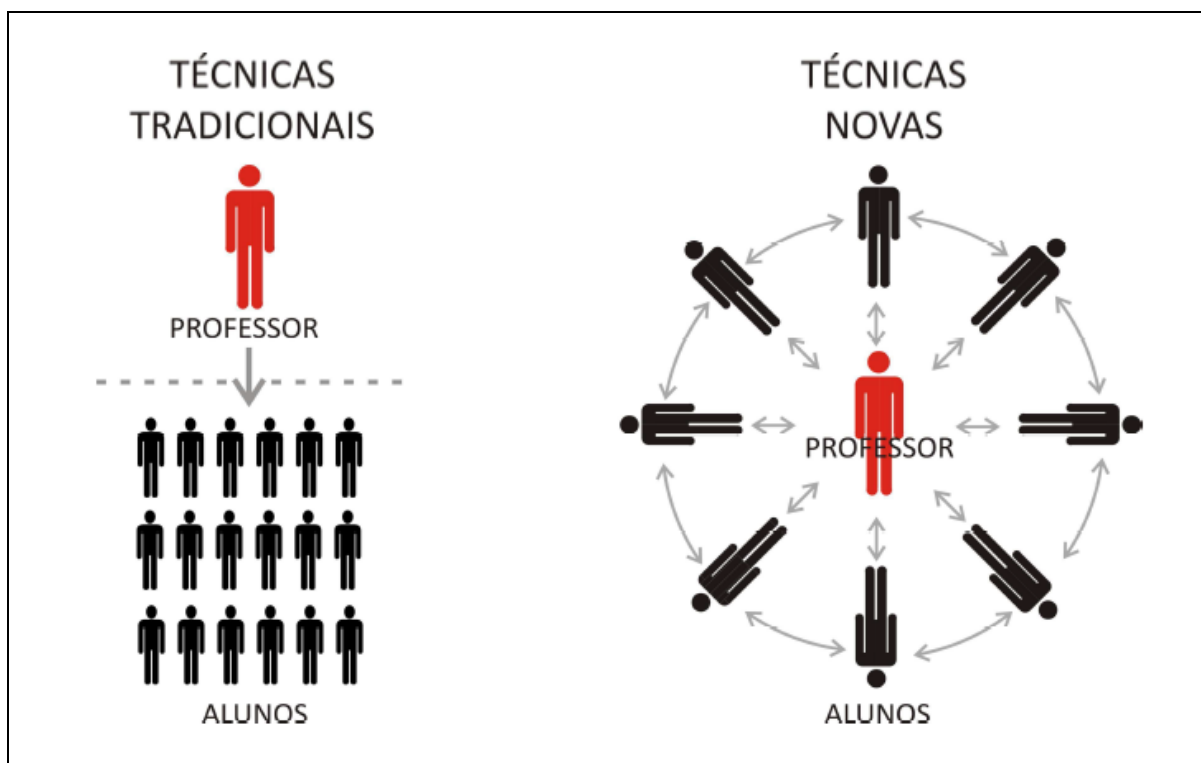 TÉCNICAS
TRADICIONAIS
PROFESSOR
ALUNOS
TÉCNICAS
NOVAS
PROFESSOR
ALUNOS